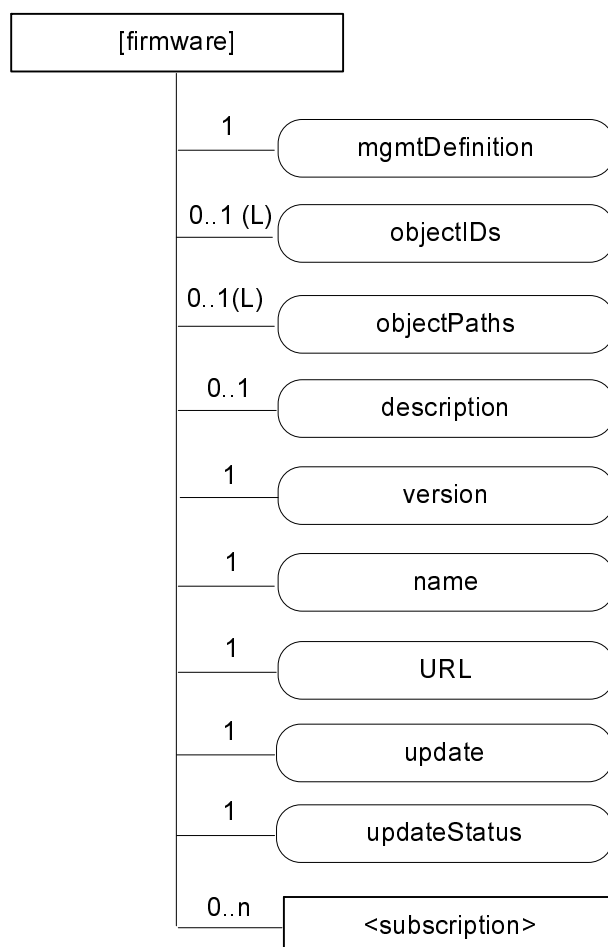 [firmware]
1
mgmtDefinition
0..1 (L)
objectIDs
0..1(L)
objectPaths
0..1
description
1
version
1
name
1
URL
1
update
1
updateStatus
0..n
<subscription>